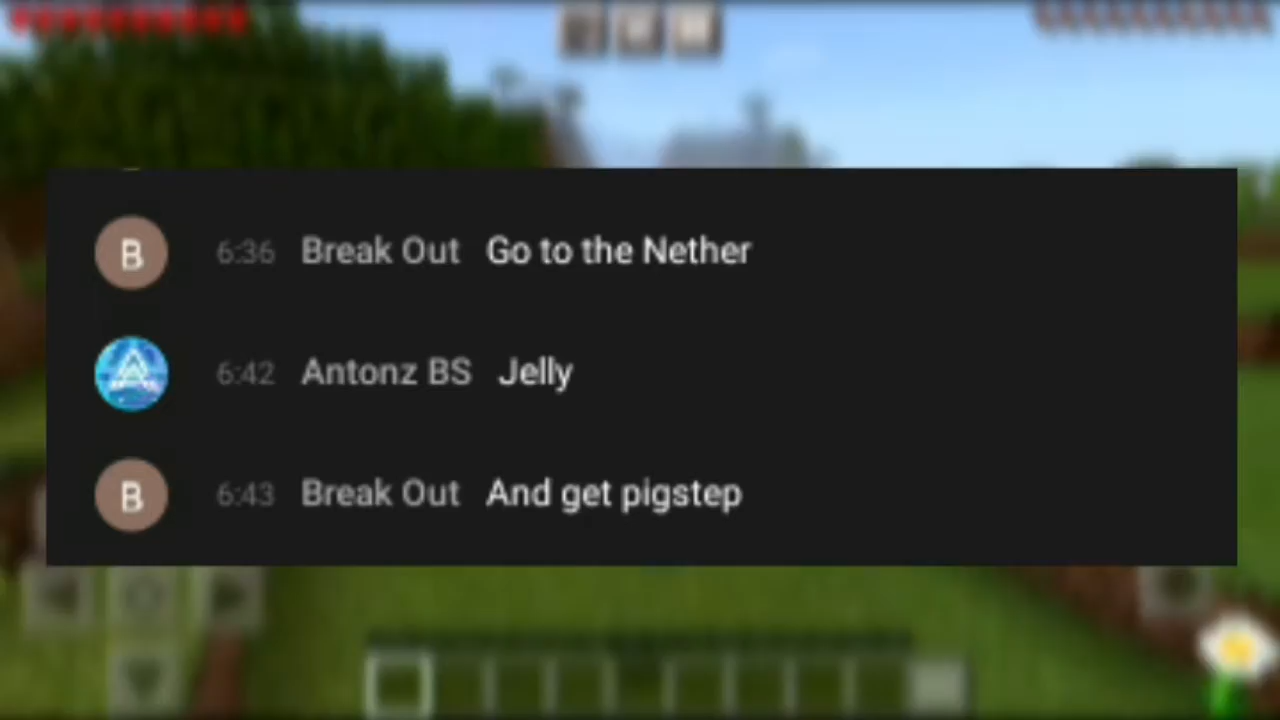 B 6:36 Break Out Go to the Nether
6:42 Antonz BS Jelly
B 6:43 Break Out And get pigstep